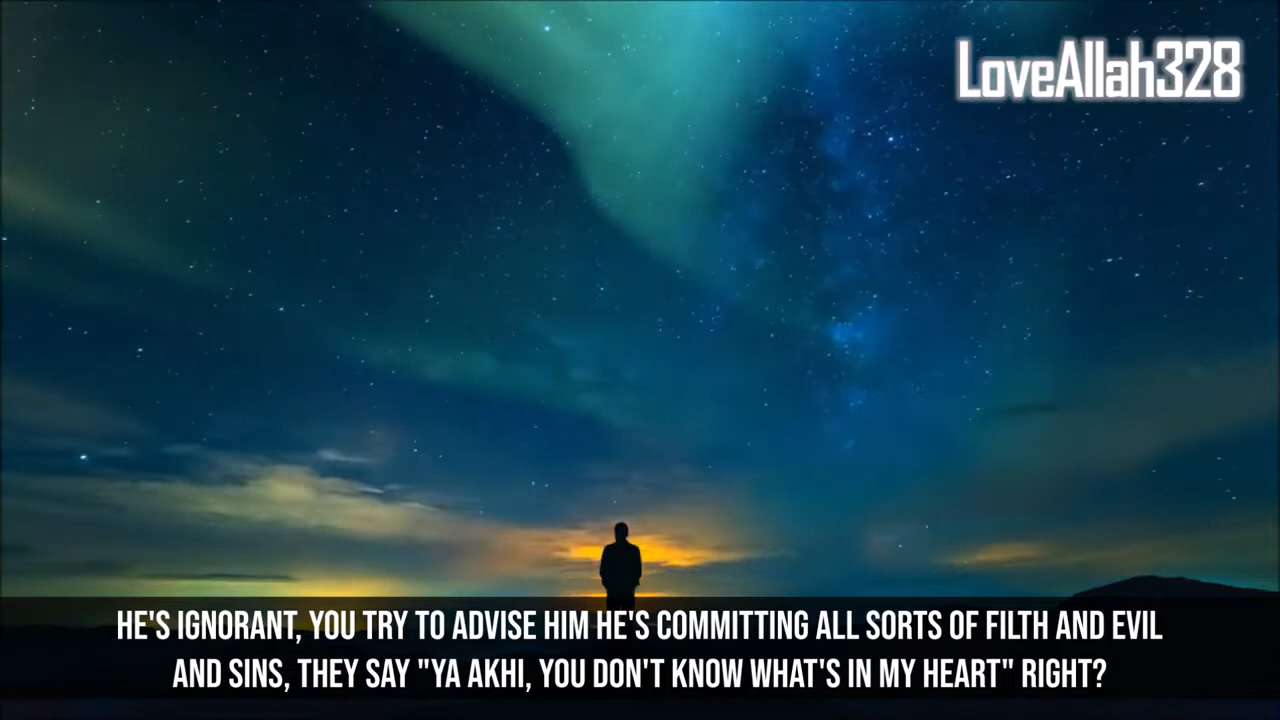 LoveAllah328
HE'S IGNORANT, YOU TRY TO ADVISE HIM HE'S COMMITTING ALL SORTS OF FILTH AND EVIL
AND SINS, THEY SAY "YA AKHI, YOU DON'T KNOW WHAT'S IN MY HEART" RIGHT?